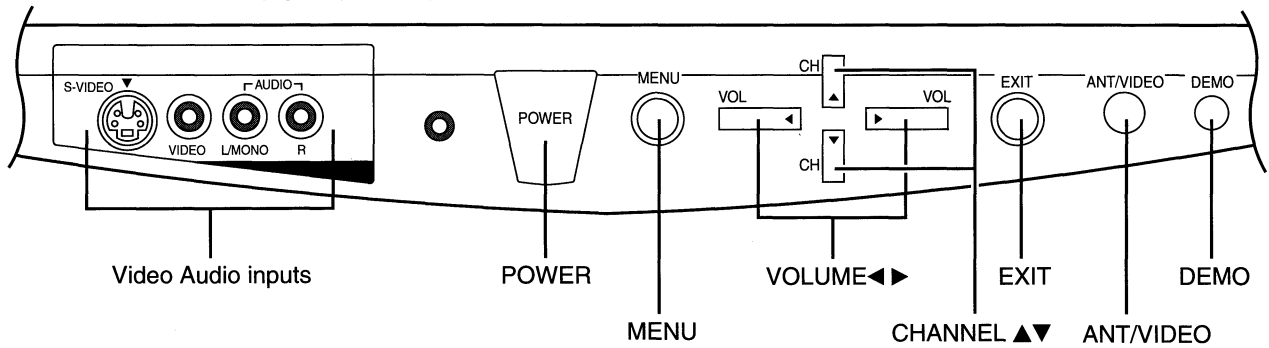 S-VIDEO ▼
AUDIO
VIDEO
L/MONO
R
POWER
MENU
CH ▲
VOL ◀
▶ VOL
CH ▼
EXIT
ANT/VIDEO
DEMO
Video Audio inputs
POWER
VOLUME◀ ▶
EXIT
DEMO
MENU
CHANNEL ▲▼
ANT/VIDEO